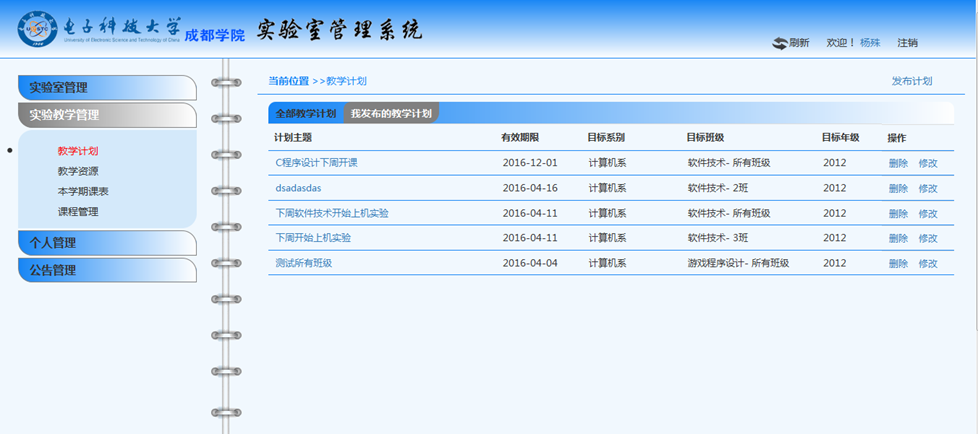 电子科技大学 成都学院 实验室管理系统
University of Electronic Science and Technology of China
刷新 欢迎！ 杨殊 注销
实验室管理
实验教学管理
教学计划
教学资源
本学期课表
课程管理
个人管理
公告管理
当前位置 >>教学计划 发布计划
全部教学计划 我发布的教学计划
计划主题 有效期限 目标系别 目标班级 目标年级 操作
C程序设计下周开课 2016-12-01 计算机系 软件技术- 所有班级 2012 删除 修改
dsadasdas 2016-04-16 计算机系 软件技术- 2班 2012 删除 修改
下周软件技术开始上机实验 2016-04-11 计算机系 软件技术- 所有班级 2012 删除 修改
下周开始上机实验 2016-04-11 计算机系 软件技术- 3班 2012 删除 修改
测试所有班级 2016-04-04 计算机系 游戏程序设计- 所有班级 2012 删除 修改